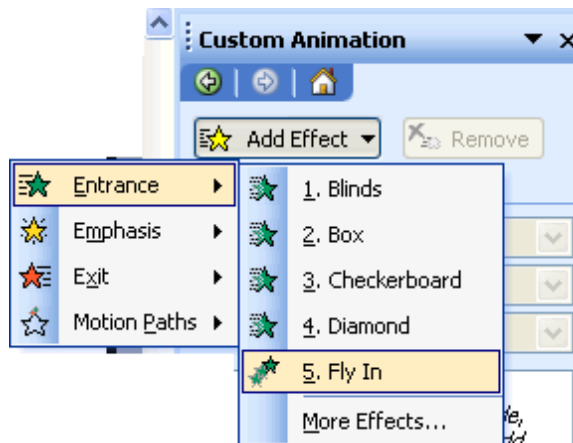 Custom Animation
Add Effect
Remove
Entrance
Emphasis
Exit
Motion Paths
1. Blinds
2. Box
3. Checkerboard
4. Diamond
5. Fly In
More Effects...